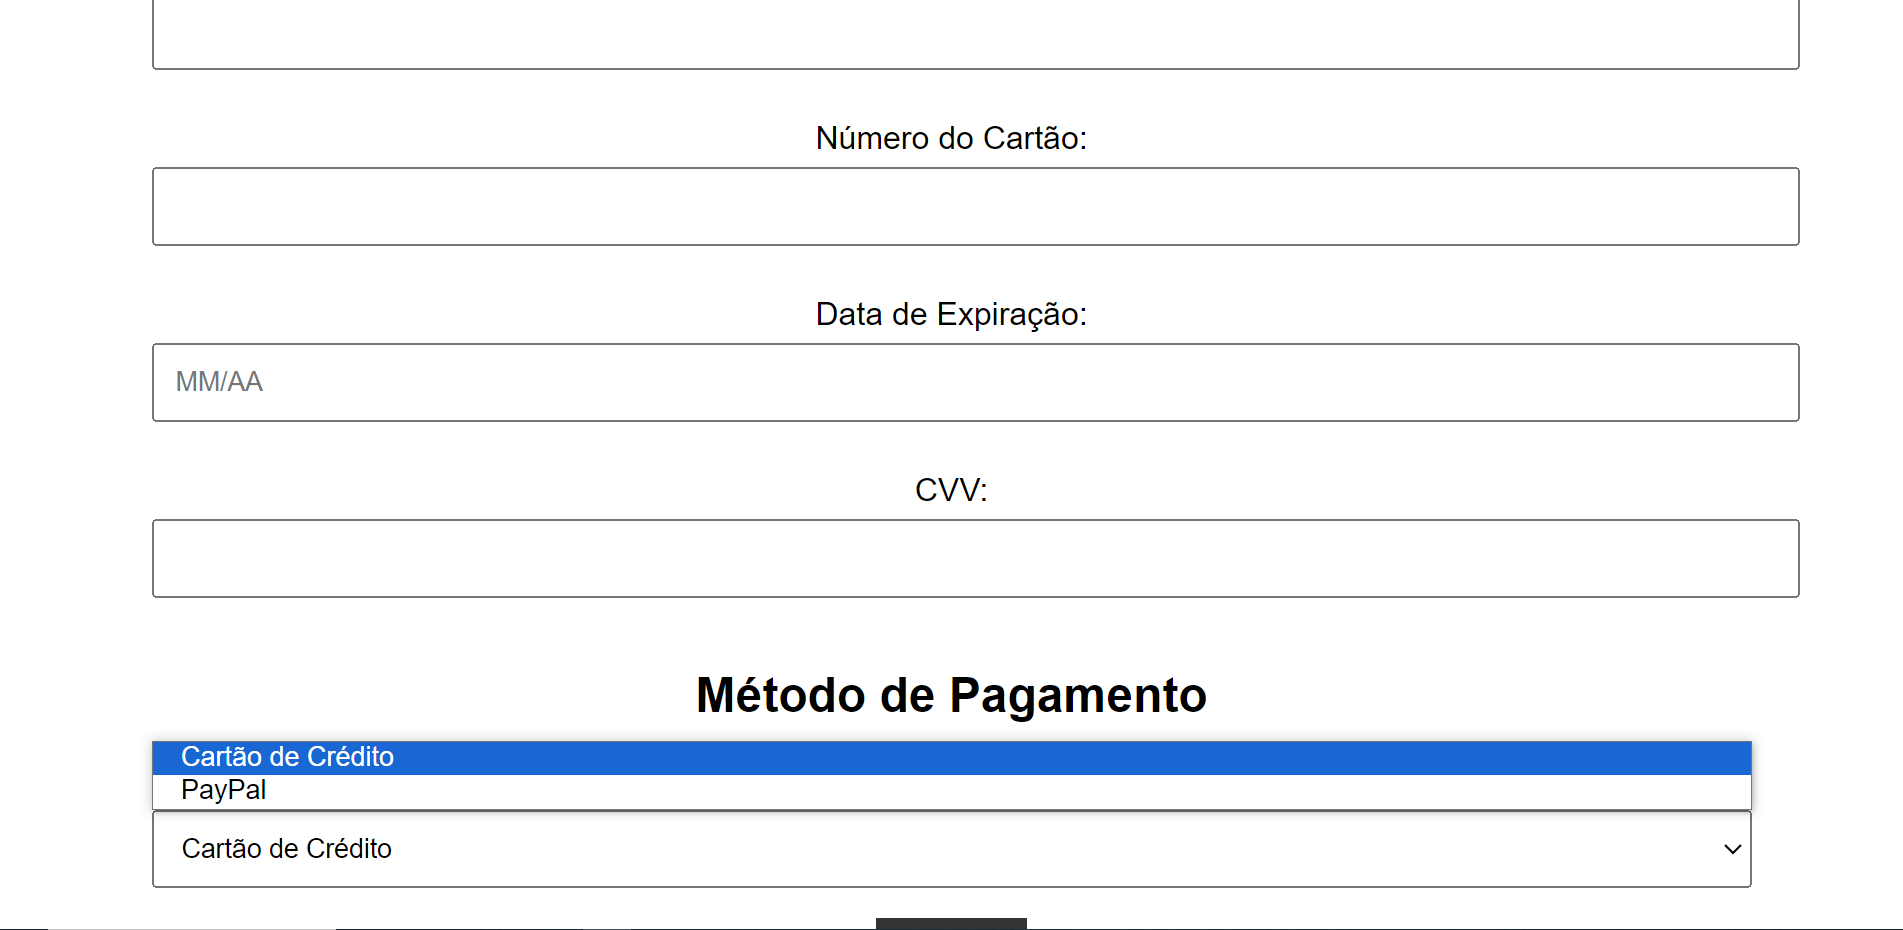 Número do Cartão:
Data de Expiração:
MM/AA
CVV:
Método de Pagamento
Cartão de Crédito
PayPal
Cartão de Crédito